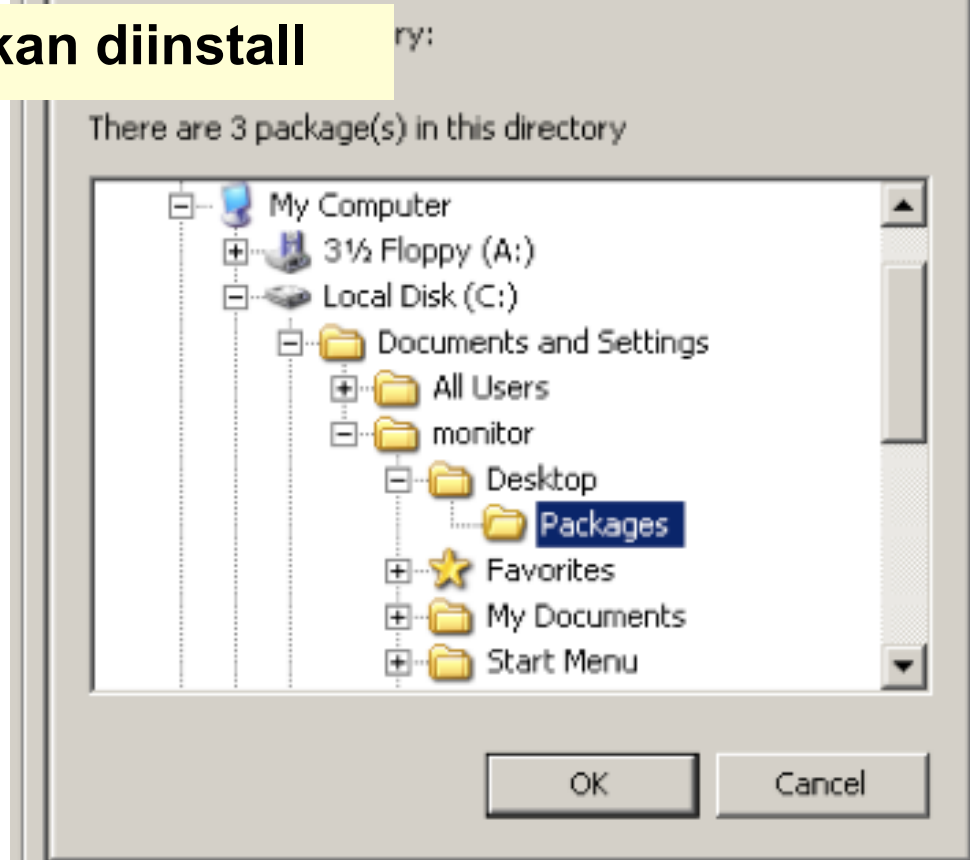 kan diinstall
ry:
There are 3 package(s) in this directory
My Computer
3½ Floppy (A:)
Local Disk (C:)
Documents and Settings
All Users
monitor
Desktop
Packages
Favorites
My Documents
Start Menu
OK
Cancel